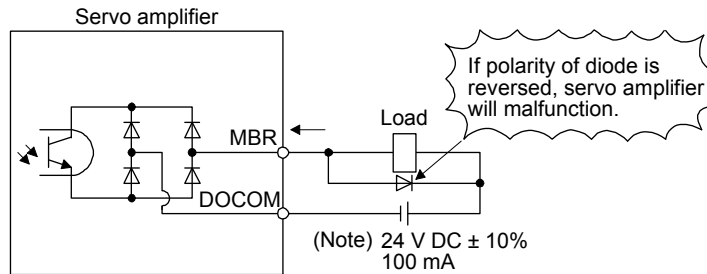 Servo amplifier
If polarity of diode is
reversed, servo amplifier
will malfunction.
Load
MBR
DOCOM
(Note) 24 V DC ± 10%
100 mA